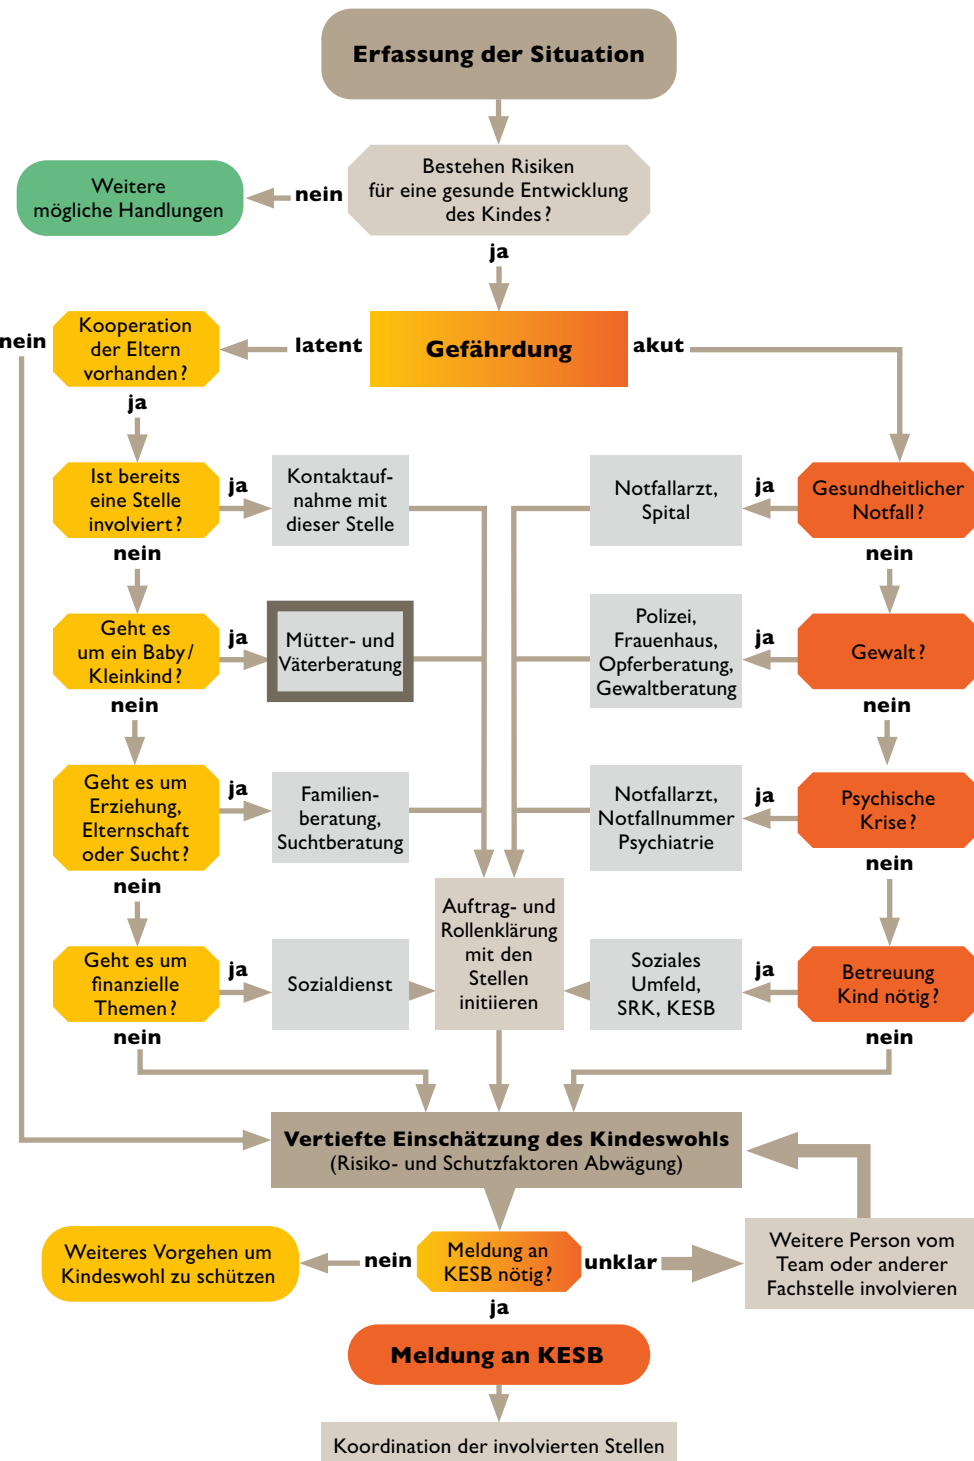 Erfassung der Situation
Bestehen Risiken
für eine gesunde Entwicklung
des Kindes?
nein
Weitere
mögliche Handlungen
ja
Gefährdung
latent
akut
Kooperation
der Eltern
vorhanden?
nein
ja
Ist bereits
eine Stelle
involviert?
ja
Kontaktauf-
nahme mit
dieser Stelle
nein
Geht es
um ein Baby/
Kleinkind?
ja
Mütter- und
Väterberatung
nein
Geht es um
Erziehung,
Elternschaft
oder Sucht?
ja
Familien-
beratung,
Suchtberatung
nein
Geht es um
finanzielle
Themen?
ja
Sozialdienst
nein
Gesundheitlicher
Notfall?
ja
Notfallarzt,
Spital
nein
Gewalt?
ja
Polizei,
Frauenhaus,
Opferberatung,
Gewaltberatung
nein
Psychische
Krise?
ja
Notfallarzt,
Notfallnummer
Psychiatrie
nein
Betreuung
Kind nötig?
ja
Soziales
Umfeld,
SRK, KESB
nein
Auftrag- und
Rollenklärung
mit den
Stellen
initiieren
Vertiefte Einschätzung des Kindeswohls
(Risiko- und Schutzfaktoren Abwägung)
Meldung an
KESB nötig?
nein
Weiteres Vorgehen um
Kindeswohl zu schützen
unklar
Weitere Person vom
Team oder anderer
Fachstelle involvieren
ja
Meldung an KESB
Koordination der involvierten Stellen